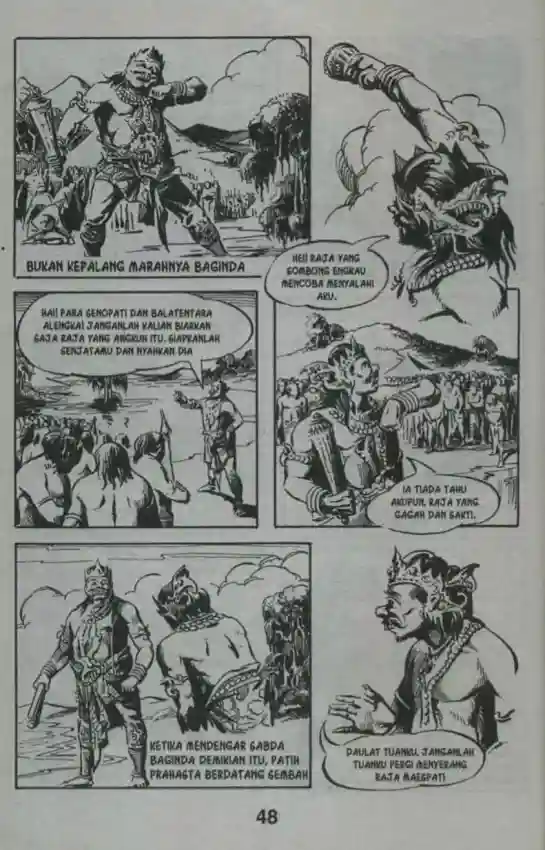 BUKAN KEPALANG MARAHNYA BAGINDA
HEI! RAJA YANG
SOMBONG ENGKAU
MENCOBA MENYALAHI
AKU.
HAI! PARA SENOPATI DAN BALATENTARA
ALENGKA! JANGANLAH KALIAN BIARKAN
SAJA RAJA YANG ANGKUH ITU. SIAPKANLAH
SENJATAMU DAN NYAHKAN DIA
IA TIADA TAHU
AKUPUN, RAJA YANG
GAGAH DAN SAKTI.
KETIKA MENDENGAR SABDA
BAGINDA DEMIKIAN ITU, PATIH
PRAHASTA BERDATANG SEMBAH
DAULAT TUANKU, JANGANLAH
TUANKU PERGI MENYERANG
RAJA MAESPATI
48